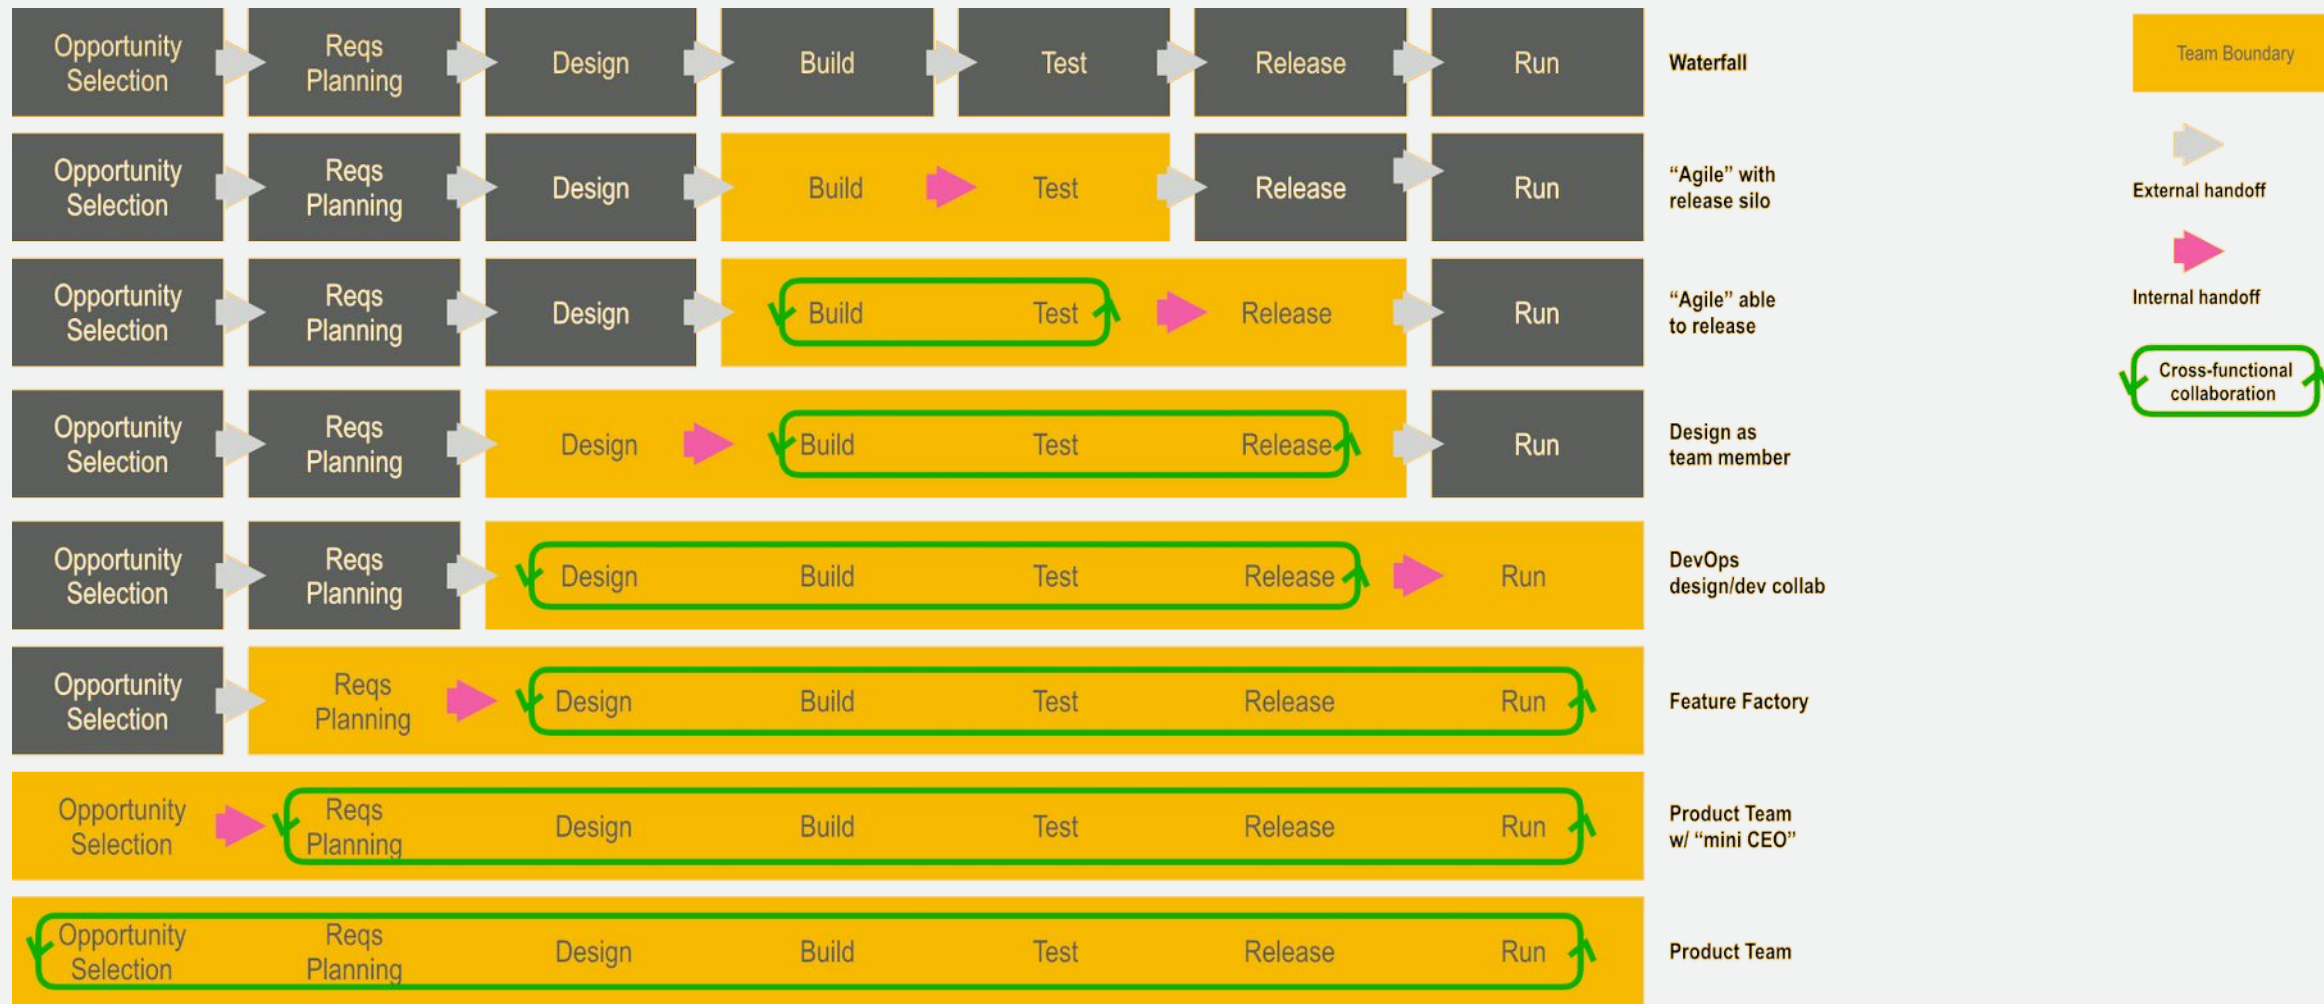 Opportunity
Selection
Reqs
Planning
Design
Build
Test
Release
Run
Waterfall
Opportunity
Selection
Reqs
Planning
Design
Build
Test
Release
Run
“Agile” with
release silo
Opportunity
Selection
Reqs
Planning
Design
Build
Test
Release
Run
“Agile” able
to release
Opportunity
Selection
Reqs
Planning
Design
Build
Test
Release
Run
Design as
team member
Opportunity
Selection
Reqs
Planning
Design
Build
Test
Release
Run
DevOps
design/dev collab
Opportunity
Selection
Reqs
Planning
Design
Build
Test
Release
Run
Feature Factory
Opportunity
Selection
Reqs
Planning
Design
Build
Test
Release
Run
Product Team
w/ “mini CEO”
Opportunity
Selection
Reqs
Planning
Design
Build
Test
Release
Run
Product Team
Team Boundary
External handoff
Internal handoff
Cross-functional
collaboration